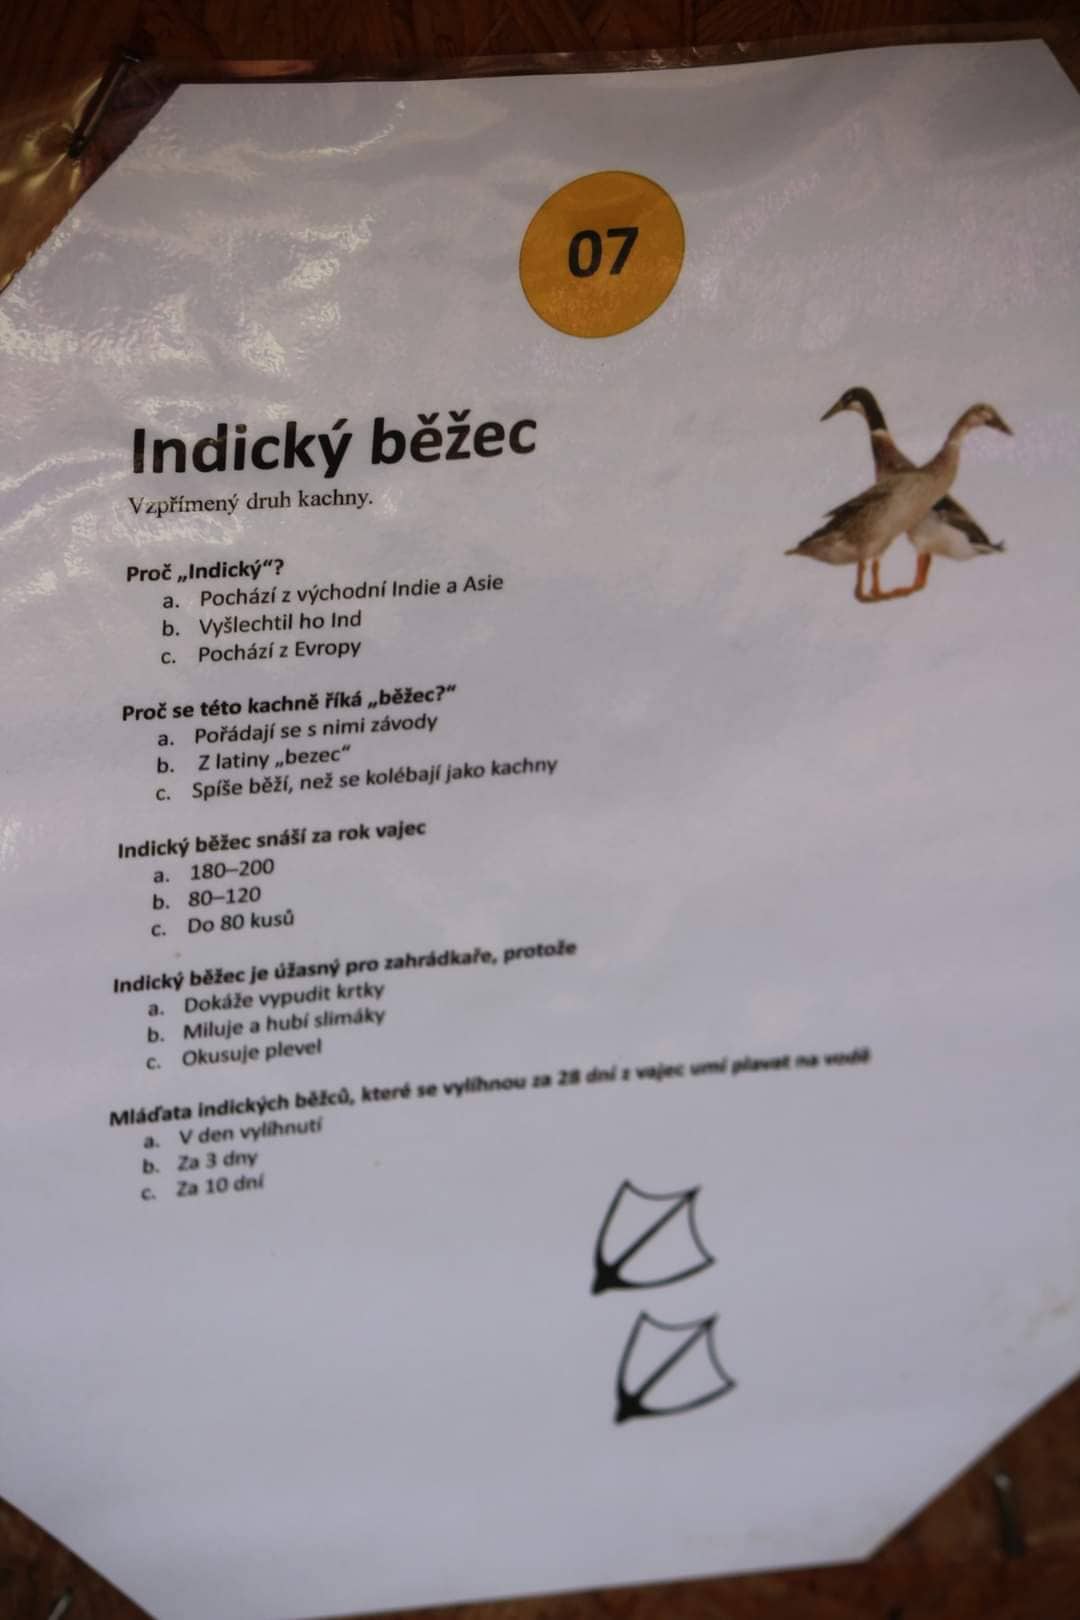 07
Indický běžec
Vzpřímený druh kachny.
Proč „Indický“?
a. Pochází z východní Indie a Asie
b. Vyšlechtil ho Ind
c. Pochází z Evropy
Proč se této kachně říká „běžec?“
a. Pořádají se s nimi závody
b. Z latiny „bezec“
c. Spíše běží, než se kolébají jako kachny
Indický běžec snáší za rok vajec
a. 180–200
b. 80–120
c. Do 80 kusů
Indický běžec je úžasný pro zahrádkaře, protože
a. Dokáže vypudit krtky
b. Miluje a hubí slimáky
c. Okusuje plevel
Mláďata indických běžců, které se vylíhnou za 28 dní z vajec umí plavat na vodě
a. V den vylíhnutí
b. Za 3 dny
c. Za 10 dní